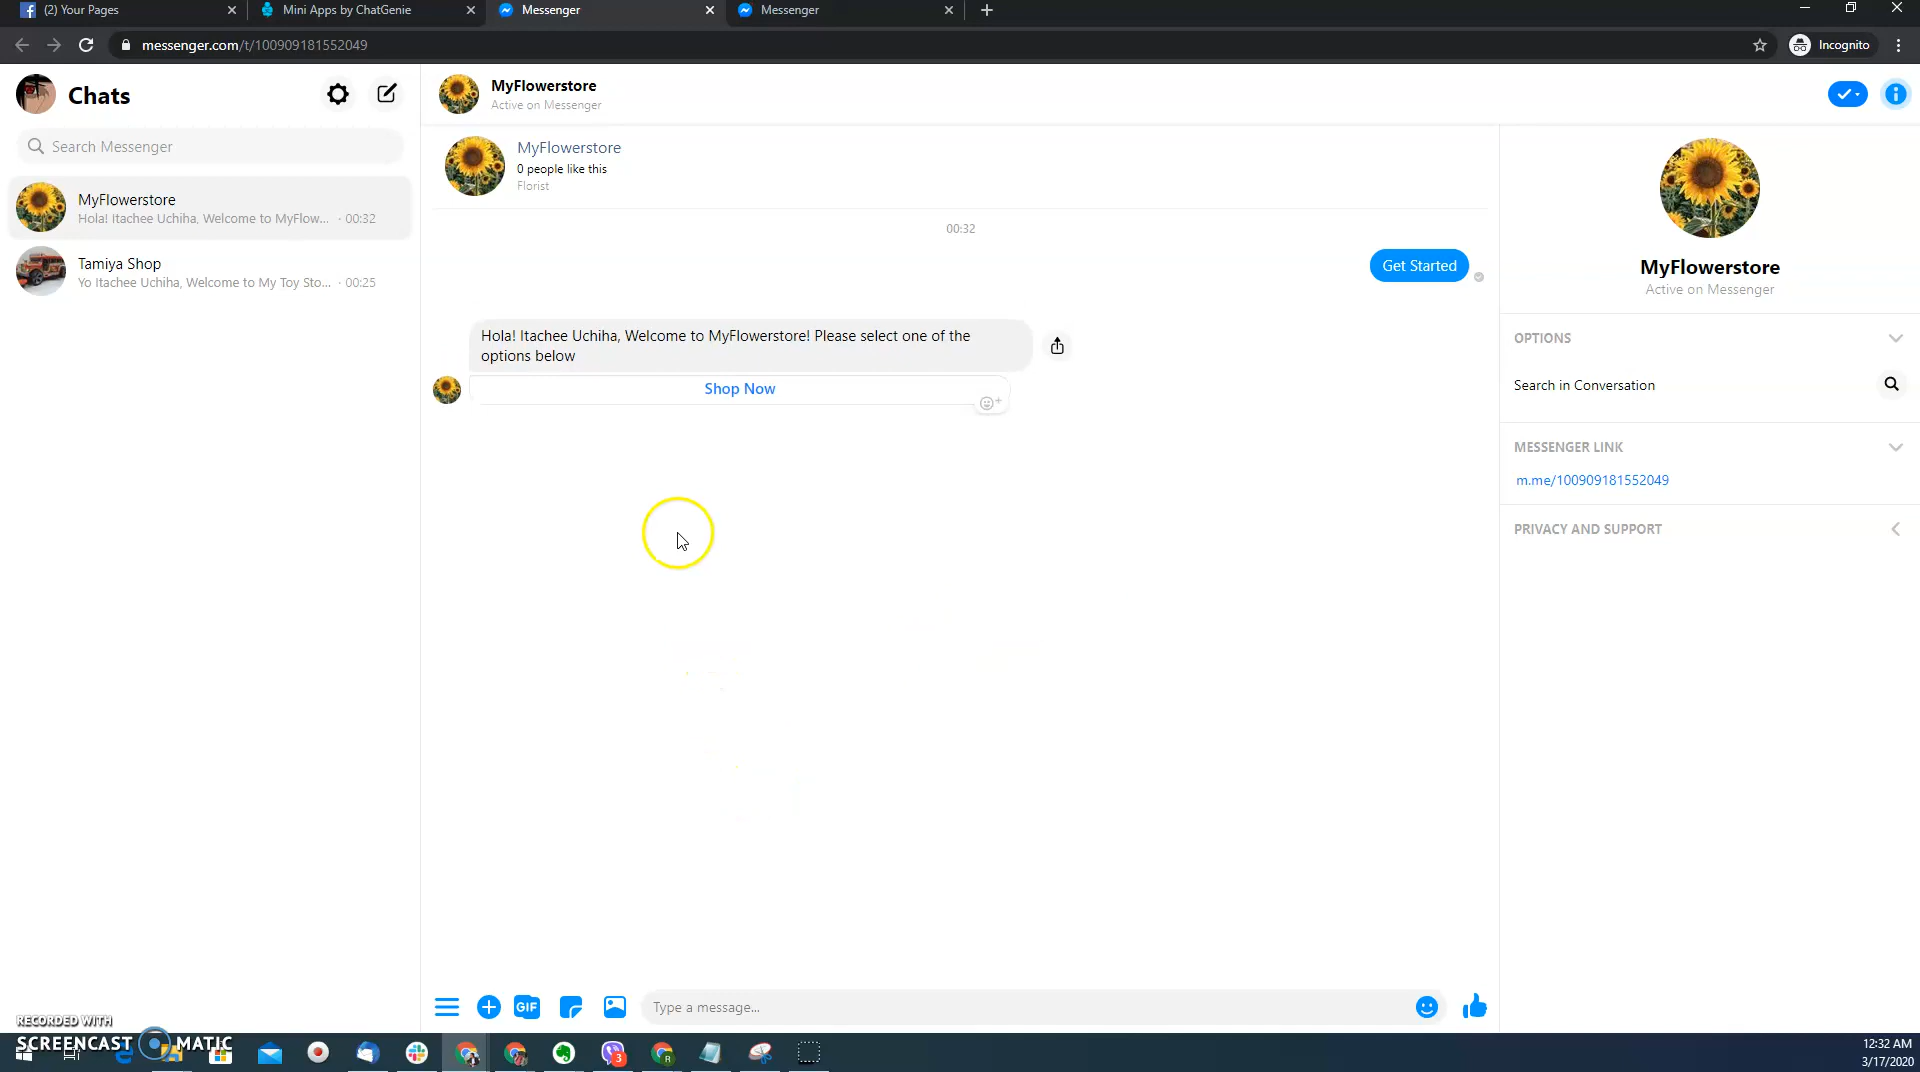 (2) Your Pages
Mini Apps by ChatGenie
Messenger
Messenger
messenger.com/t/100909181552049
Incognito
Chats
Search Messenger
MyFlowerstore
Hola! Itachee Uchiha, Welcome to MyFlow... · 00:32
Tamiya Shop
Yo Itachee Uchiha, Welcome to My Toy Sto... · 00:25
MyFlowerstore
Active on Messenger
MyFlowerstore
0 people like this
Florist
00:32
Get Started
Hola! Itachee Uchiha, Welcome to MyFlowerstore! Please select one of the
options below
Shop Now
GIF
Type a message...
MyFlowerstore
Active on Messenger
OPTIONS
Search in Conversation
MESSENGER LINK
m.me/100909181552049
PRIVACY AND SUPPORT
RECORDED WITH
SCREENCAST MATIC
3
R
12:32 AM
3/17/2020